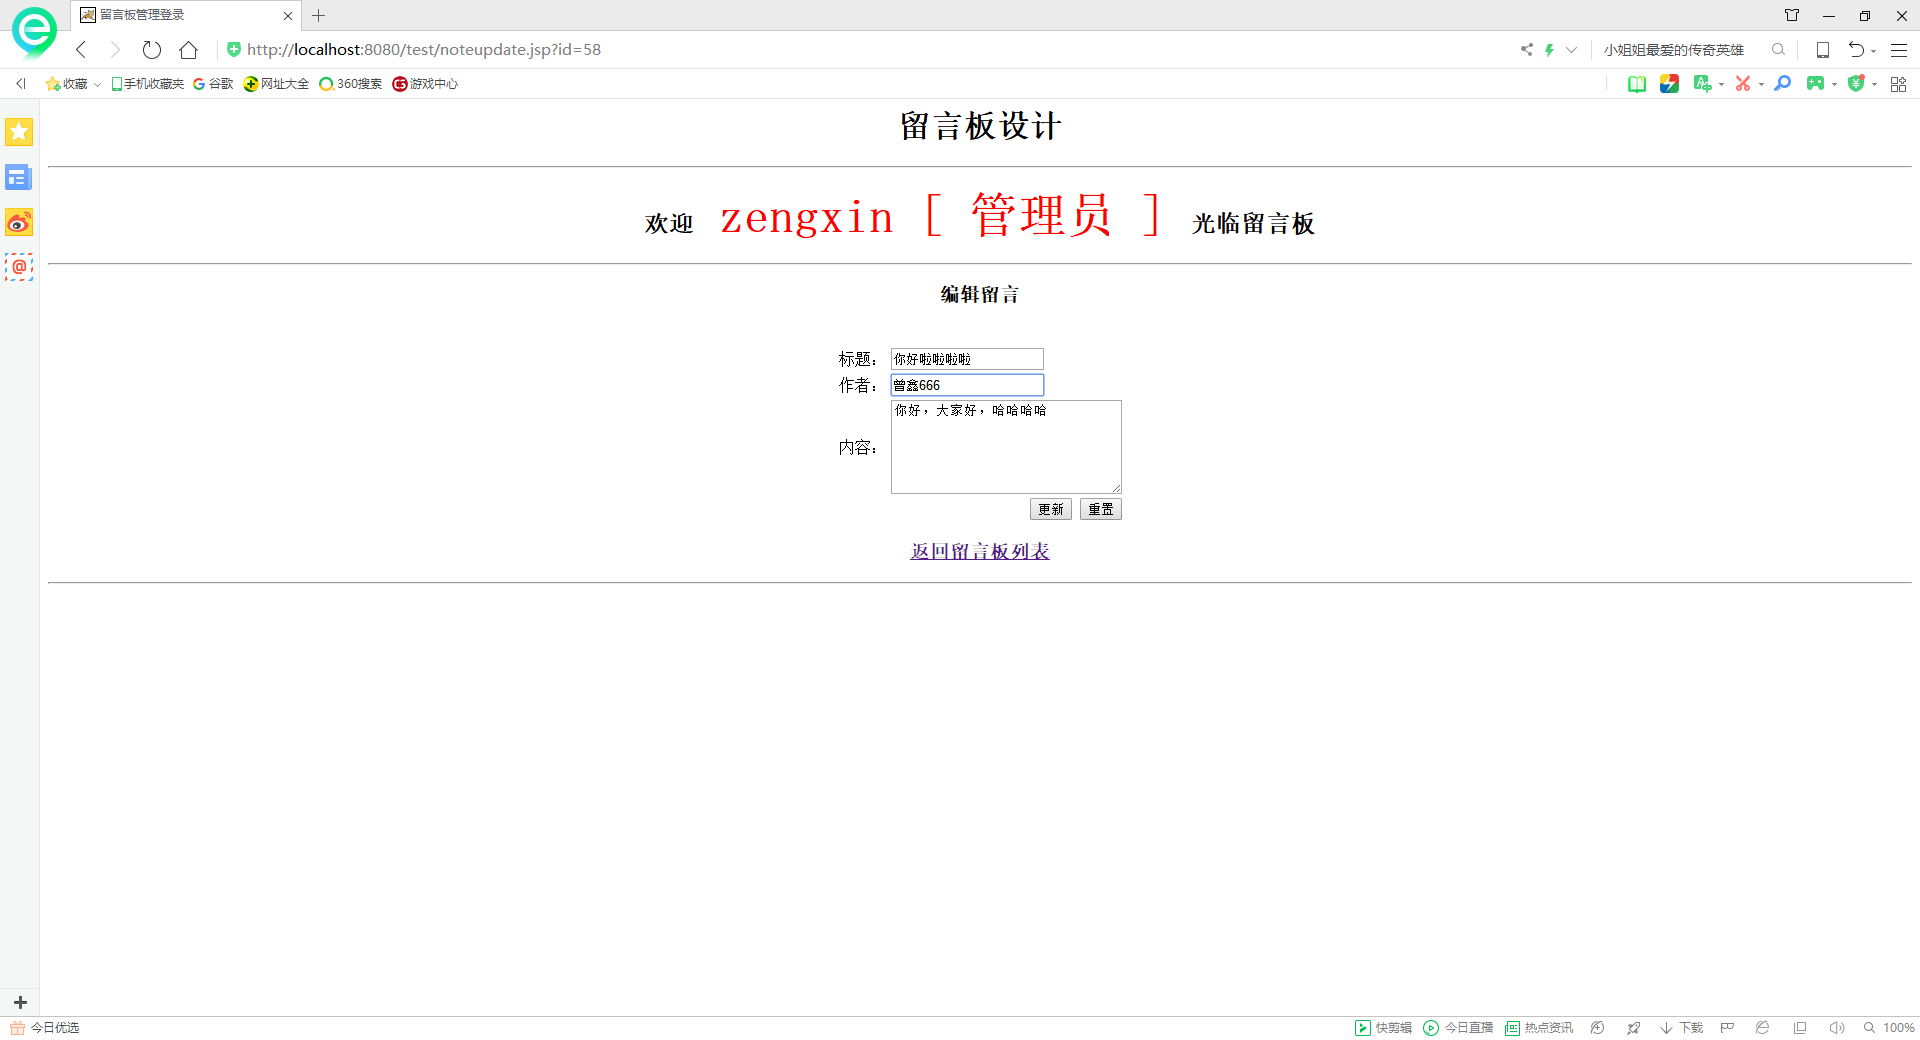 留言板管理登录
http://localhost:8080/test/noteupdate.jsp?id=58
小姐姐最爱的传奇英雄
收藏 手机收藏夹 谷歌 网址大全 360搜索 游戏中心
留言板设计
欢迎 zengxin [ 管理员 ] 光临留言板
编辑留言
标题： 你好啦啦啦啦
作者： 曾鑫666
内容： 你好，大家好，哈哈哈哈
更新 重置
返回留言板列表
今日优选
快剪辑 今日直播 热点资讯 下载 100%